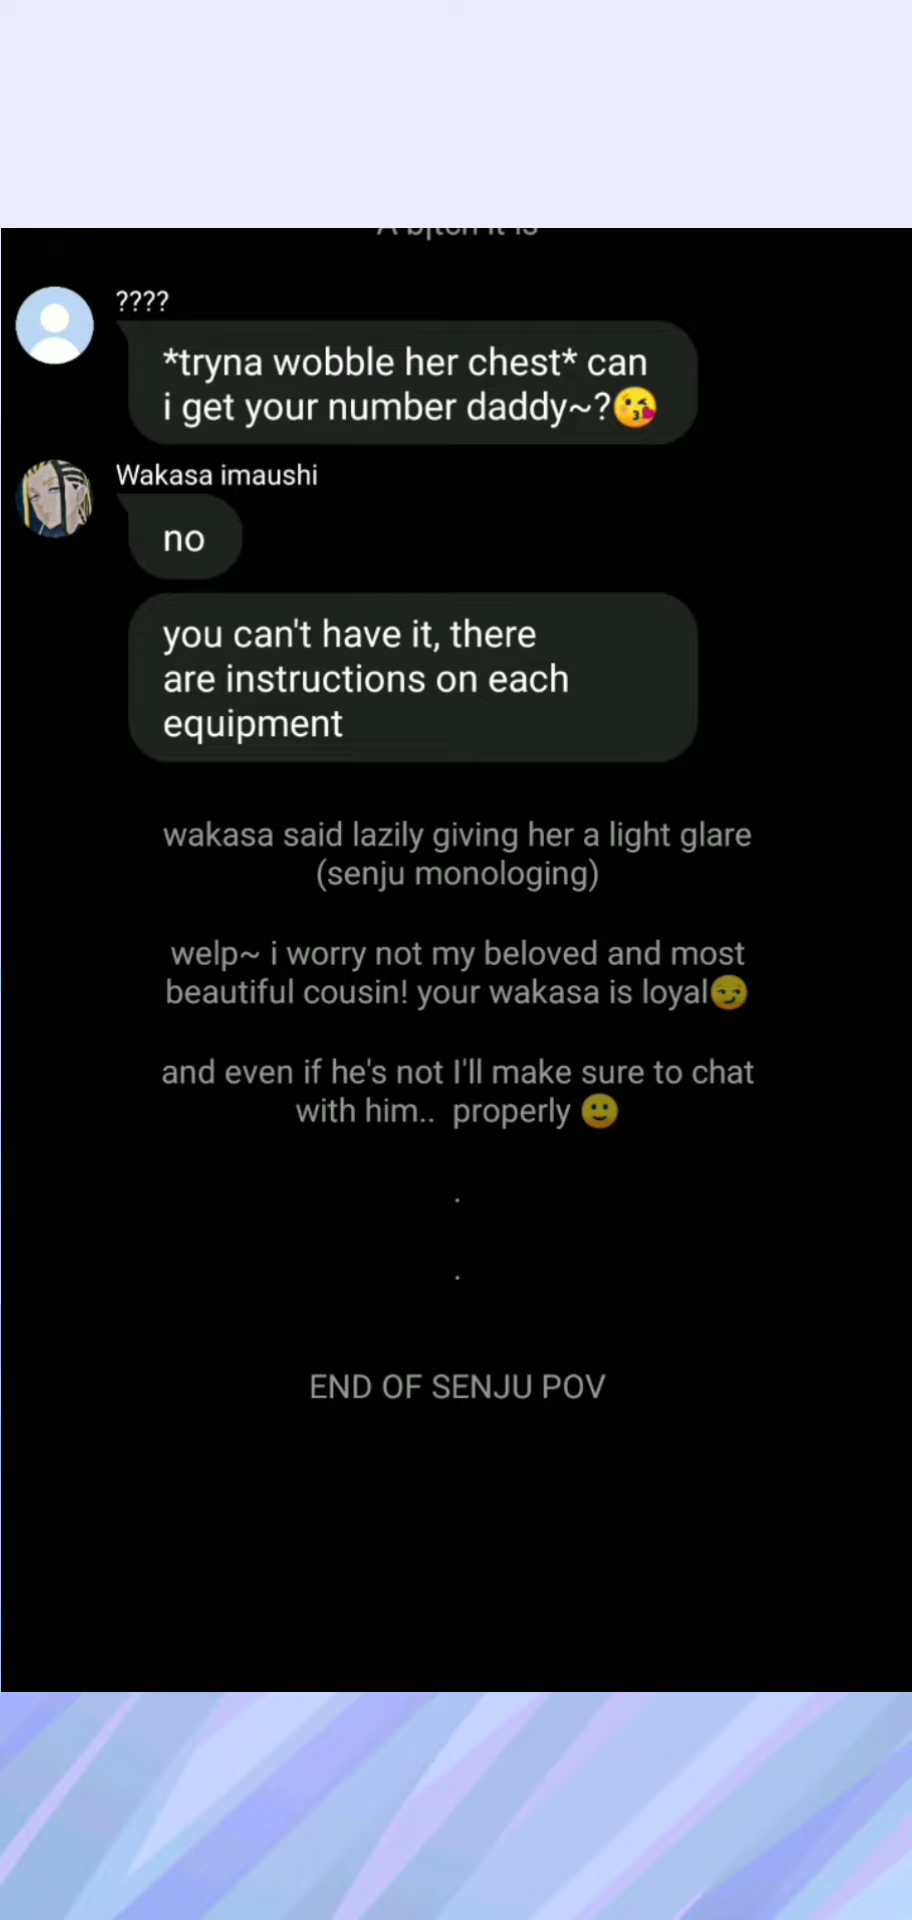 ????
*tryna wobble her chest* can
i get your number daddy~?😘
Wakasa imaushi
no
you can't have it, there
are instructions on each
equipment
wakasa said lazily giving her a light glare
(senju monologing)
welp~ i worry not my beloved and most
beautiful cousin! your wakasa is loyal😏
and even if he's not I'll make sure to chat
with him.. properly 🙂
.
.
END OF SENJU POV